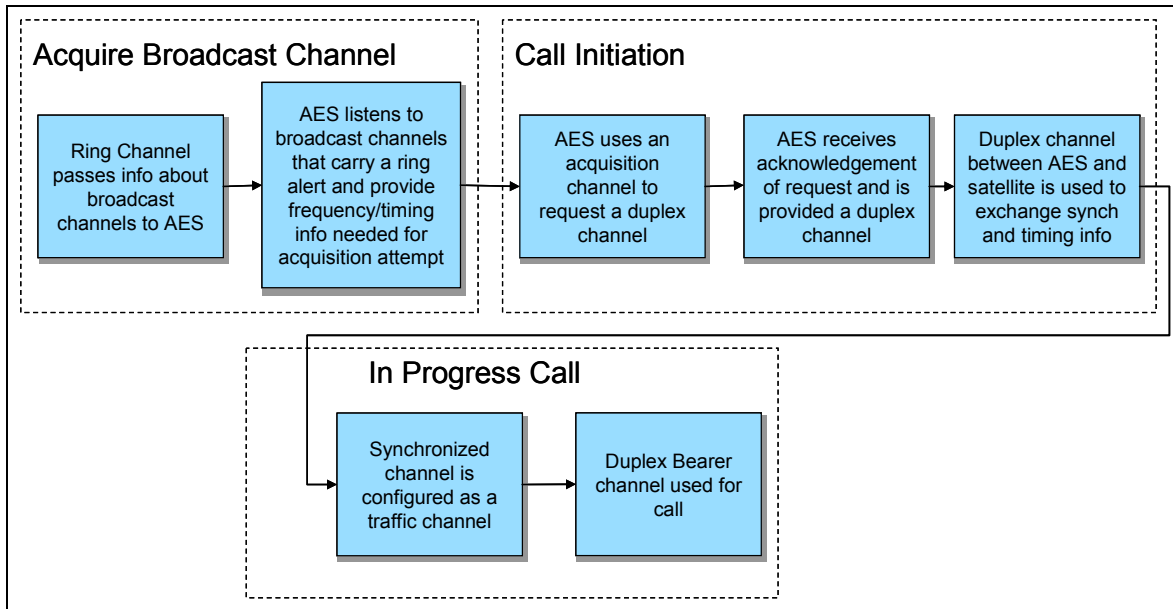 Acquire Broadcast Channel
Ring Channel
passes info about
broadcast
channels to AES
AES listens to
broadcast channels
that carry a ring
alert and provide
frequency/timing
info needed for
acquisition attempt
Call Initiation
AES uses an
acquisition
channel to
request a duplex
channel
AES receives
acknowledgement
of request and is
provided a duplex
channel
Duplex channel
between AES and
satellite is used to
exchange synch
and timing info
In Progress Call
Synchronized
channel is
configured as a
traffic channel
Duplex Bearer
channel used for
call